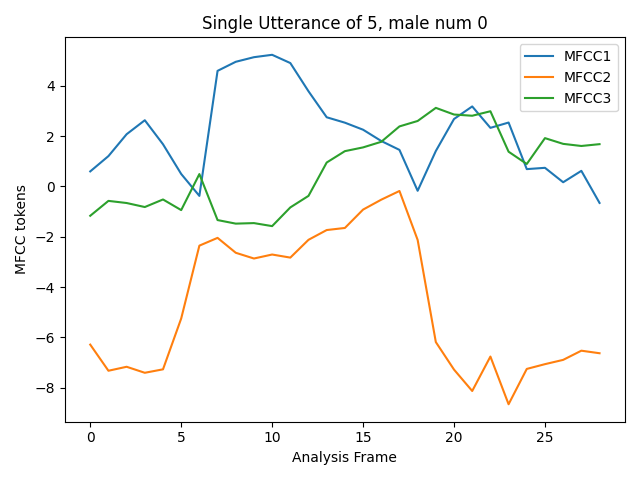 Single Utterance of 5, male num 0
MFCC1
MFCC2
MFCC3
4
2
0
−2
−4
−6
−8
MFCC tokens
0 5 10 15 20 25
Analysis Frame